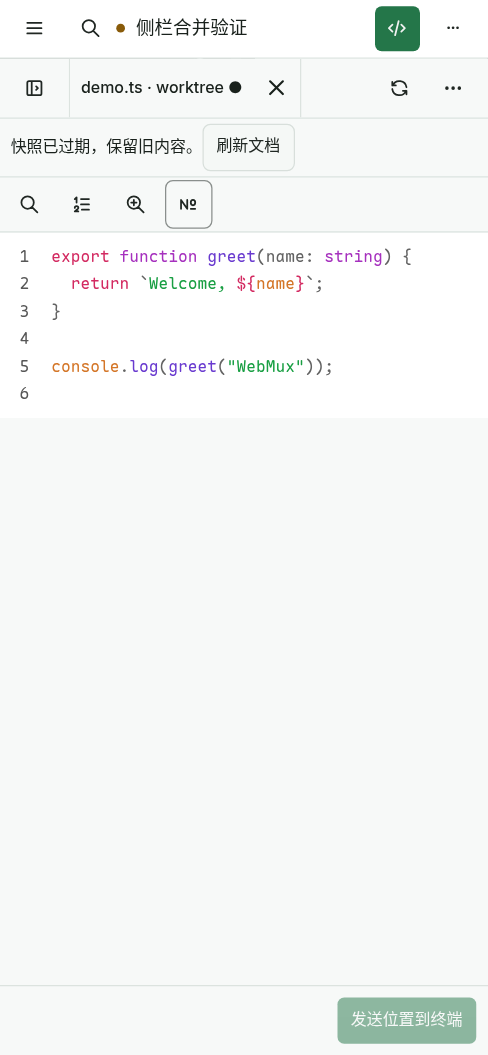 侧栏合并验证
demo.ts · worktree
快照已过期，保留旧内容。 刷新文档
№
1 export function greet(name: string) {
2   return `Welcome, ${name}`;
3 }
4
5 console.log(greet("WebMux"));
6
发送位置到终端